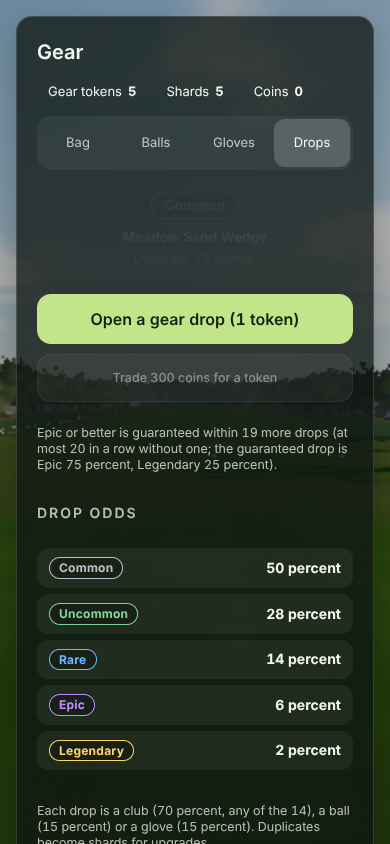 Gear
Gear tokens 5 Shards 5 Coins 0
Bag Balls Gloves Drops
Common
Meadow Sand Wedge
Duplicate: +5 shards
Open a gear drop (1 token)
Trade 300 coins for a token
Epic or better is guaranteed within 19 more drops (at
most 20 in a row without one; the guaranteed drop is
Epic 75 percent, Legendary 25 percent).
DROP ODDS
Common 50 percent
Uncommon 28 percent
Rare 14 percent
Epic 6 percent
Legendary 2 percent
Each drop is a club (70 percent, any of the 14), a ball
(15 percent) or a glove (15 percent). Duplicates
become shards for upgrades.